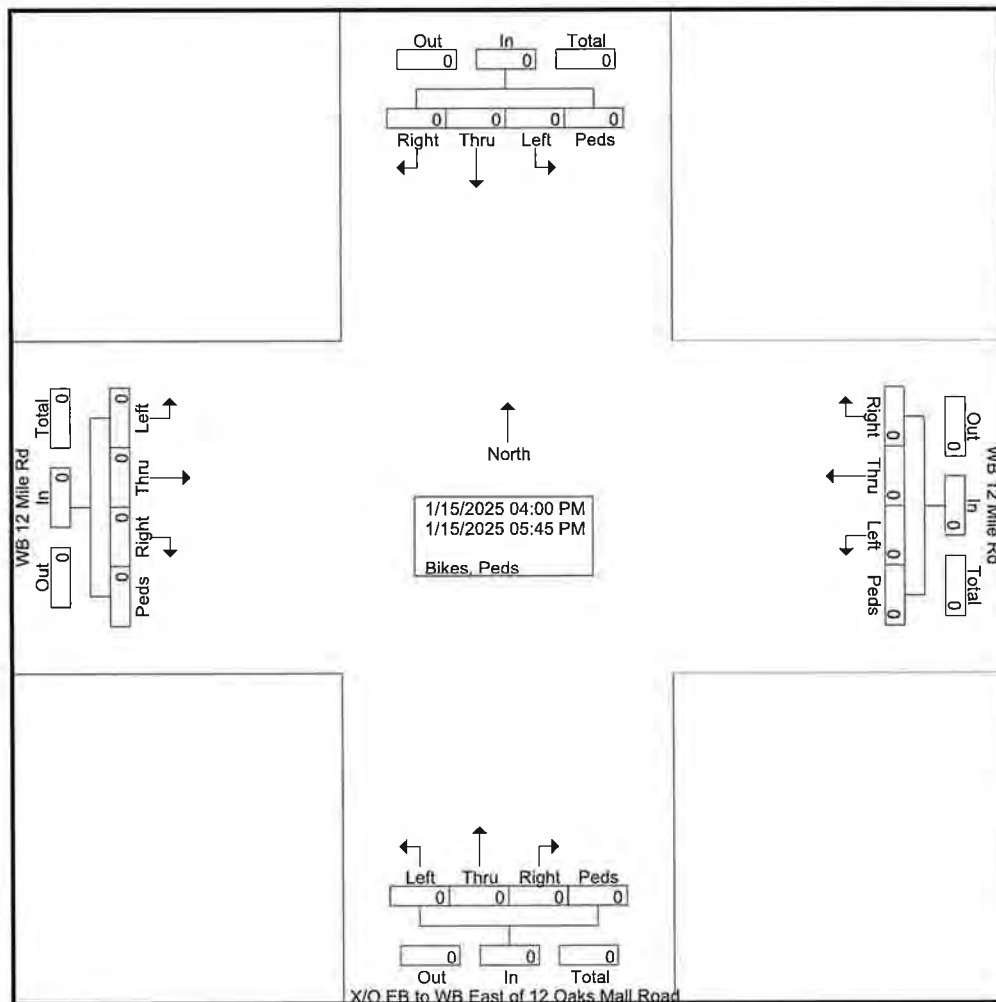 Out In Total
0 0 0
0 0 0 0
Right Thru Left Peds
WB 12 Mile Rd
Total In Out
0 0 0
0 0 0 0
Left Thru Right Peds
North
1/15/2025 04:00 PM
1/15/2025 05:45 PM
Bikes, Peds
Right Thru Left Peds
0 0 0 0
Out In Total
0 0 0
WB 12 Mile Rd
Left Thru Right Peds
0 0 0 0
0 0 0
Out In Total
X/O EB to WB East of 12 Oaks Mall Road